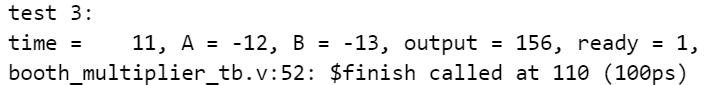 test 3:
time =    11, A = -12, B = -13, output = 156, ready = 1,
booth_multiplier_tb.v:52: $finish called at 110 (100ps)